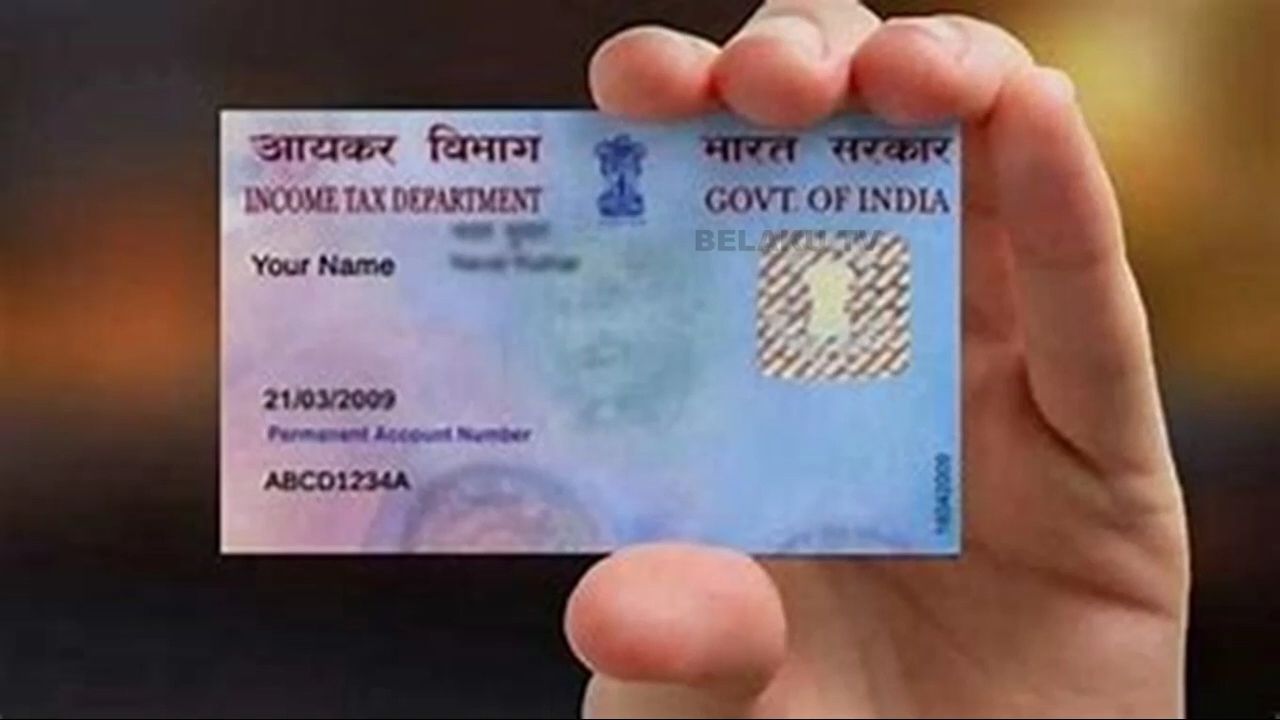 आयकर विभाग
भारत सरकार
INCOME TAX DEPARTMENT
GOVT. OF INDIA
BELAKU TV
Your Name
21/03/2009
Permanent Account Number
ABCD1234A